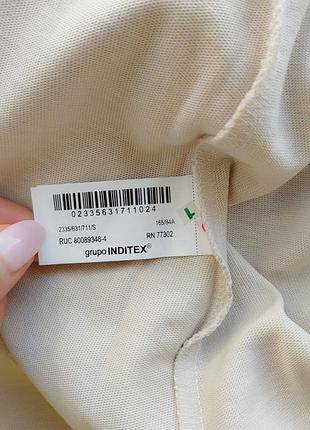 02335631711024
2335/631/711/S 165/84A
RUC 80089348-4 RN 77302
grupo INDITEX®